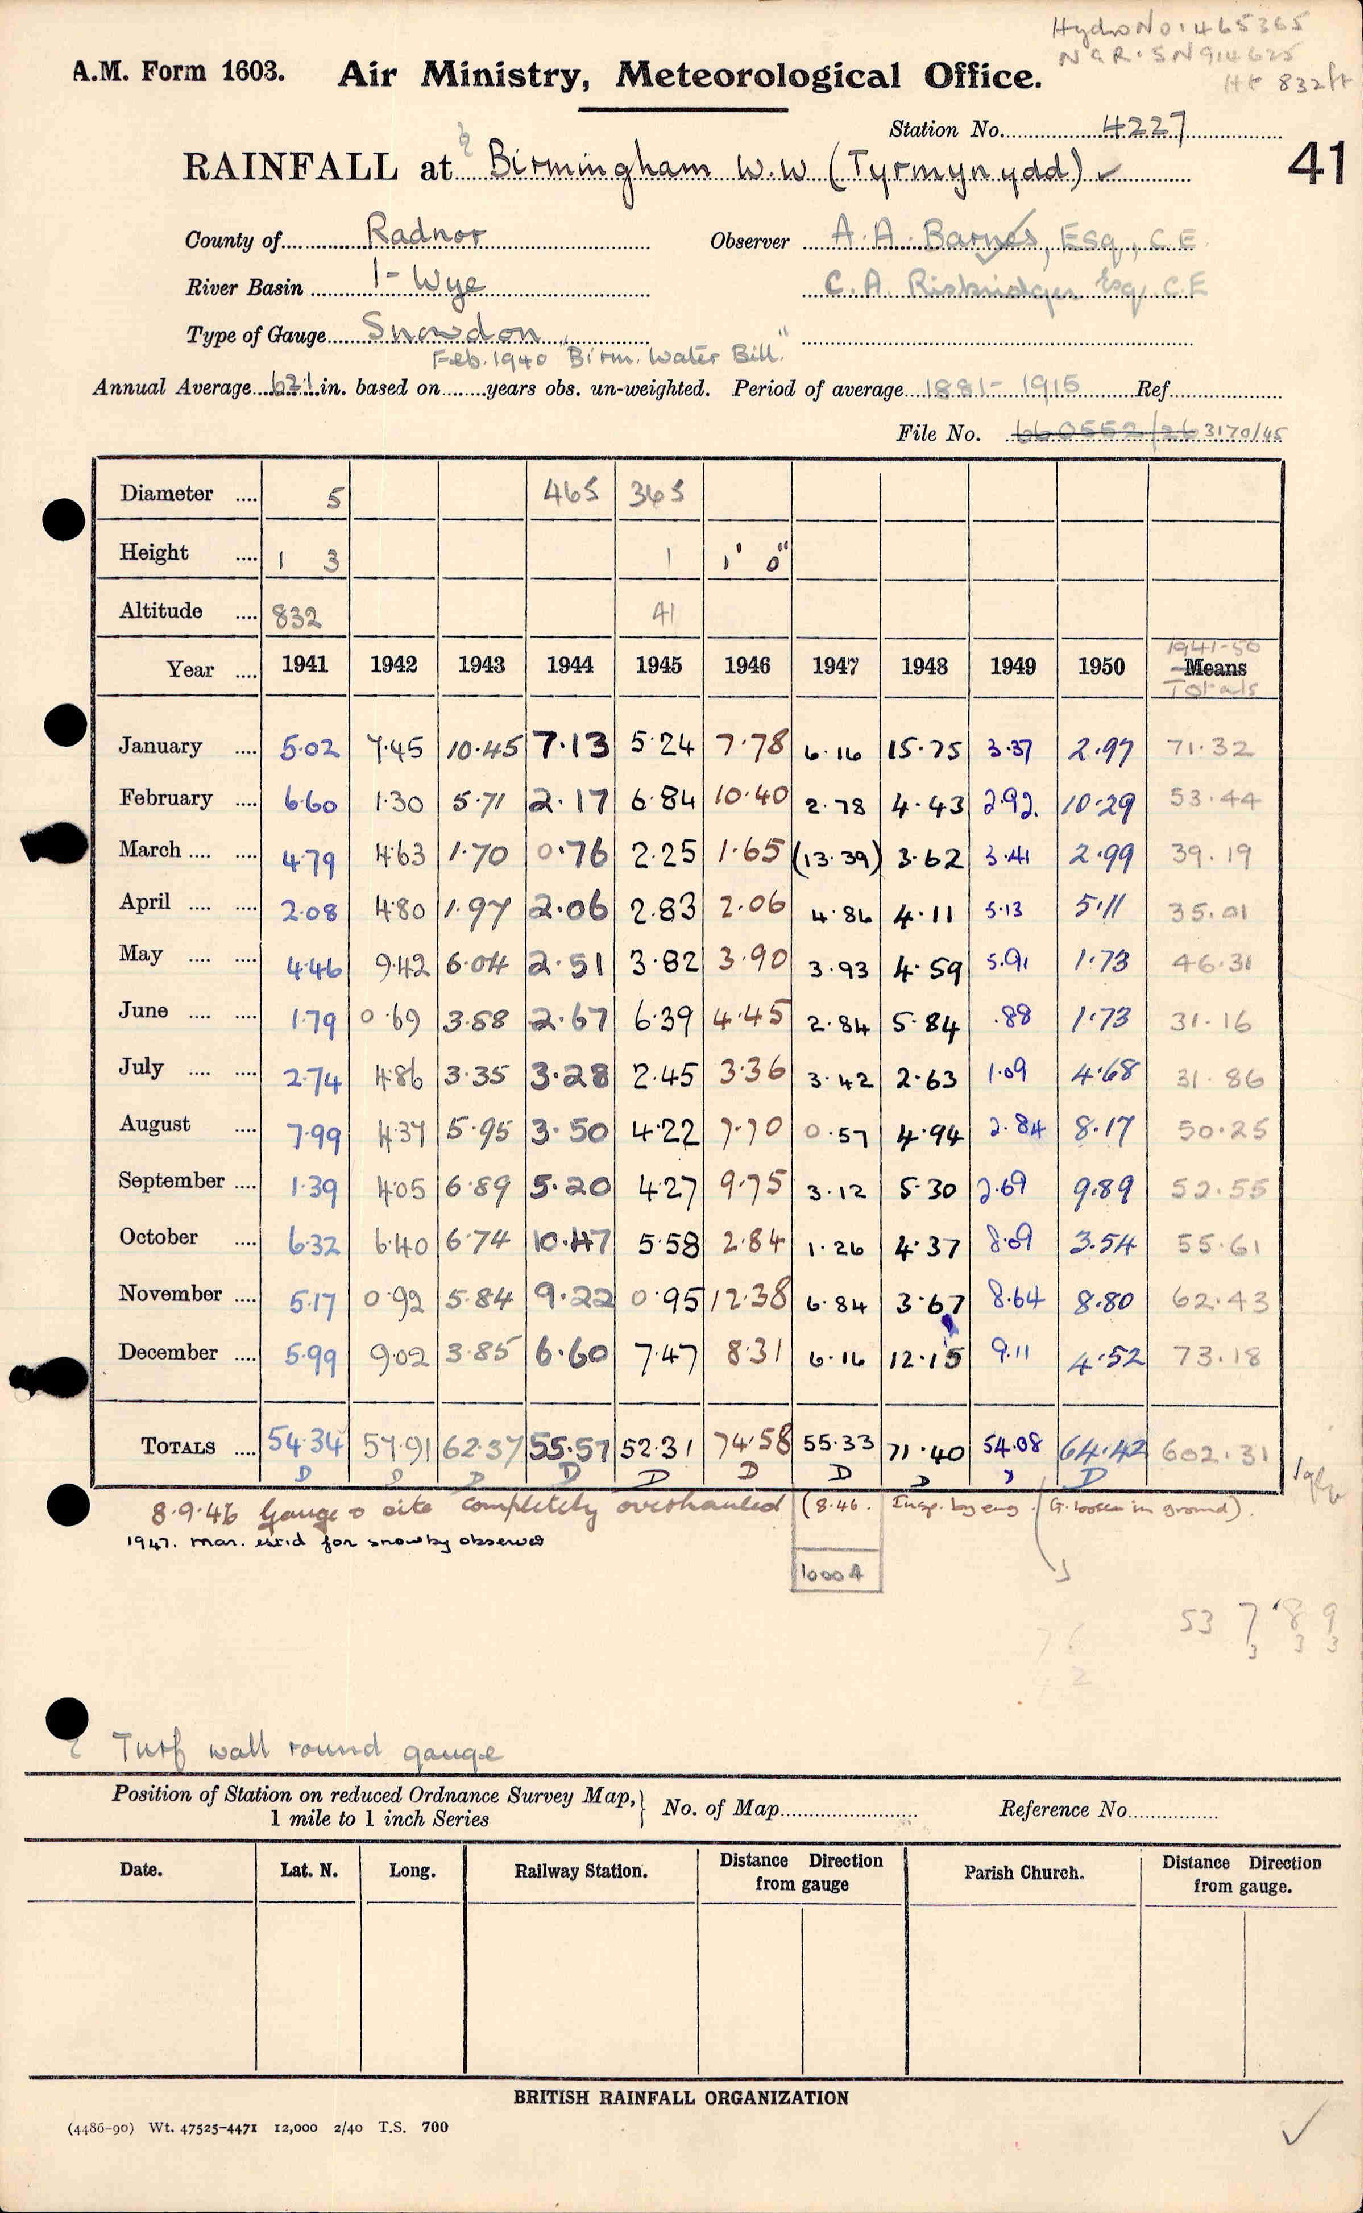 Hydro No: 465365
NGR. SN914625
Ht 832ft
A.M. Form 1603. Air Ministry, Meteorological Office.
Station No. 4227
41
RAINFALL at Birmingham W.W (Tyrmynydd) ✓
County of Radnor Observer A. A. Barnes, Esq., C.E.
River Basin 1- Wye C. A. Risbridger Esq. C.E
Type of Gauge Snowdon
Feb. 1940 "Birm. Water Bill."
Annual Average in. based on years obs. un-weighted. Period of average 1881-1915 Ref
File No. 660552/26 3170/45
Diameter .... 5 465 365
Height .... 1 3 1 1' 0"
Altitude .... 832 41
1941-50
Year .... 1941 1942 1943 1944 1945 1946 1947 1948 1949 1950 Means
Totals
January .... 5.02 7.45 10.45 7.13 5.24 7.78 6.16 15.75 3.37 2.97 71.32
February .... 6.60 1.30 5.71 2.17 6.84 10.40 2.78 4.43 2.92 10.29 53.44
March .... .... 4.79 4.63 1.70 0.76 2.25 1.65 (13.39) 3.62 3.41 2.99 39.19
April .... .... 2.08 4.80 1.97 2.06 2.83 2.06 4.86 4.11 5.13 5.11 35.01
May .... .... 4.46 9.42 6.04 2.51 3.82 3.90 3.93 4.59 5.91 1.73 46.31
June .... .... 1.79 0.69 3.88 2.67 6.39 4.45 2.84 5.84 .88 1.73 31.16
July .... .... 2.74 4.86 3.35 3.28 2.45 3.36 3.42 2.63 1.09 4.68 31.86
August .... 7.99 4.37 5.95 3.50 4.22 7.70 0.57 4.94 2.84 8.17 50.25
September .... 1.39 4.05 6.89 5.20 4.27 9.75 3.12 5.30 2.69 9.89 52.55
October .... 6.32 6.40 6.74 10.47 5.58 2.84 1.26 4.37 8.09 3.54 55.61
November .... 5.17 0.92 5.84 9.22 0.95 12.38 6.84 3.67 8.64 8.80 62.43
December .... 5.99 9.02 3.85 6.60 7.47 8.31 6.16 12.15 9.11 4.52 73.18
TOTALS .... 54.34 57.91 62.37 55.57 52.31 74.58 55.33 71.40 54.08 64.42 602.31
D D D D D D D D D D
8.9.46 Gauge & site completely overhauled (8.46. Insp. by eng. (G. loose in ground).
1947. Mar. est'd for snow by observer
10004
53 7 8 9
3 3 3
Turf wall round gauge
Position of Station on reduced Ordnance Survey Map, 1 mile to 1 inch Series } No. of Map Reference No
Date. Lat. N. Long. Railway Station. Distance Direction from gauge Parish Church. Distance Direction from gauge.
BRITISH RAINFALL ORGANIZATION
(4486-90) Wt. 47525-4471 12,000 2/40 T.S. 700